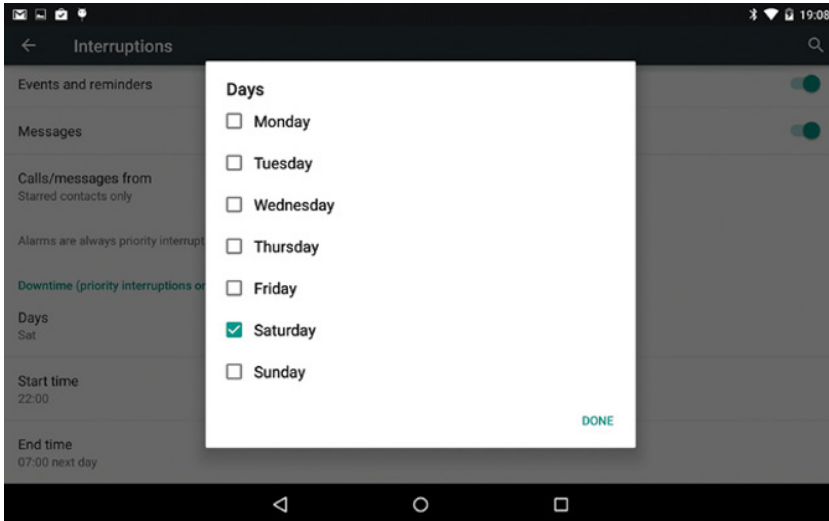 19:08
Interruptions
Events and reminders
Messages
Calls/messages from
Starred contacts only
Alarms are always priority interrupt
Downtime (priority interruptions or
Days
Sat
Start time
22:00
End time
07:00 next day
Days
Monday
Tuesday
Wednesday
Thursday
Friday
Saturday
Sunday
DONE